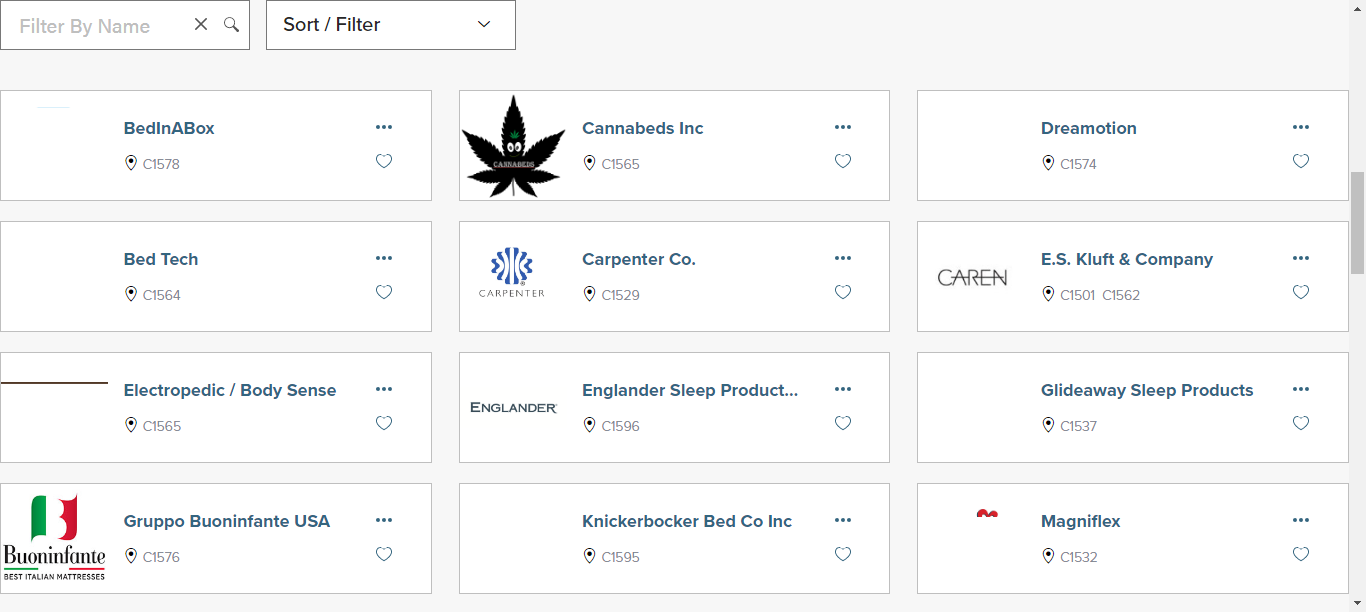 Filter By Name
Sort / Filter
BedInABox
C1578
CANNABEDS
Cannabeds Inc
C1565
Dreamotion
C1574
Bed Tech
C1564
CARPENTER
Carpenter Co.
C1529
CAREN
E.S. Kluft & Company
C1501 C1562
Electropedic / Body Sense
C1565
ENGLANDER
Englander Sleep Product...
C1596
Glideaway Sleep Products
C1537
Buoninfante
BEST ITALIAN MATTRESSES
Gruppo Buoninfante USA
C1576
Knickerbocker Bed Co Inc
C1595
Magniflex
C1532